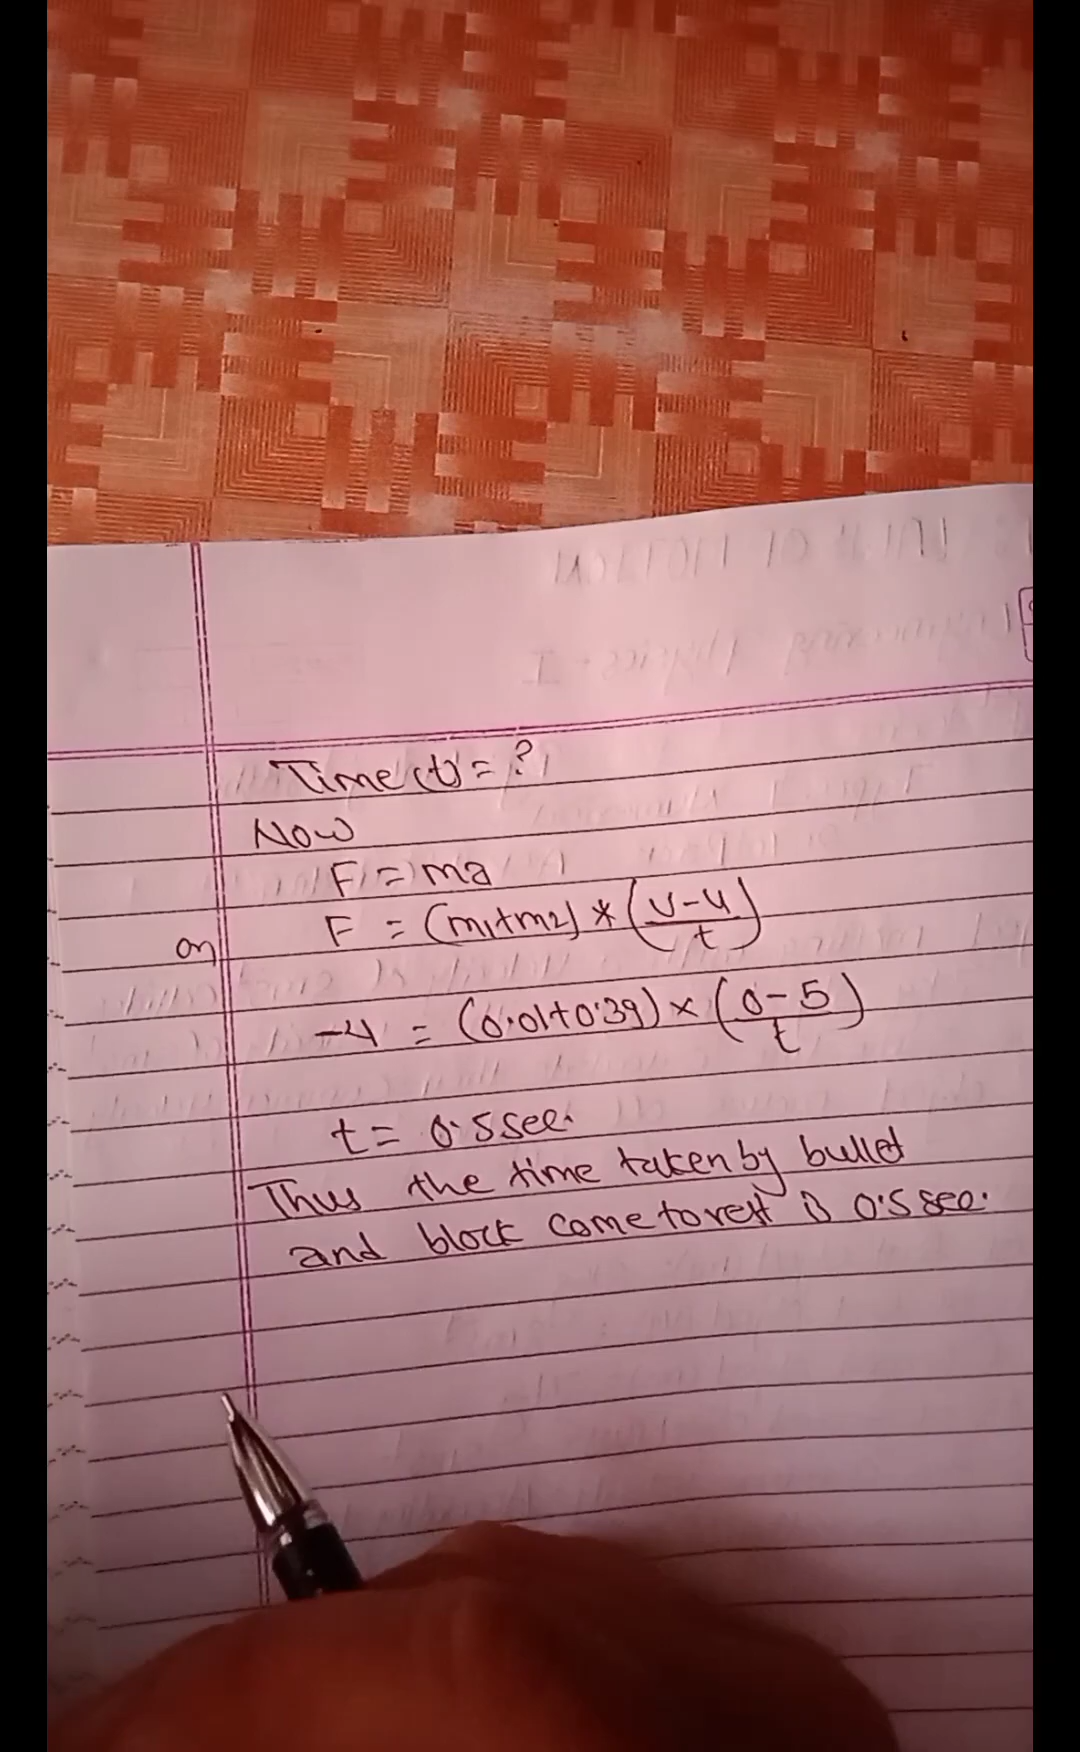 Time (t) = ?
Now
F = ma
or, F = (m1+m2) * (v-u/t)
-4 = (0.01+0.39) × (0-5/t)
t = 0.5 sec.
Thus the time taken by bullet
and block come to rest is 0.5 sec.